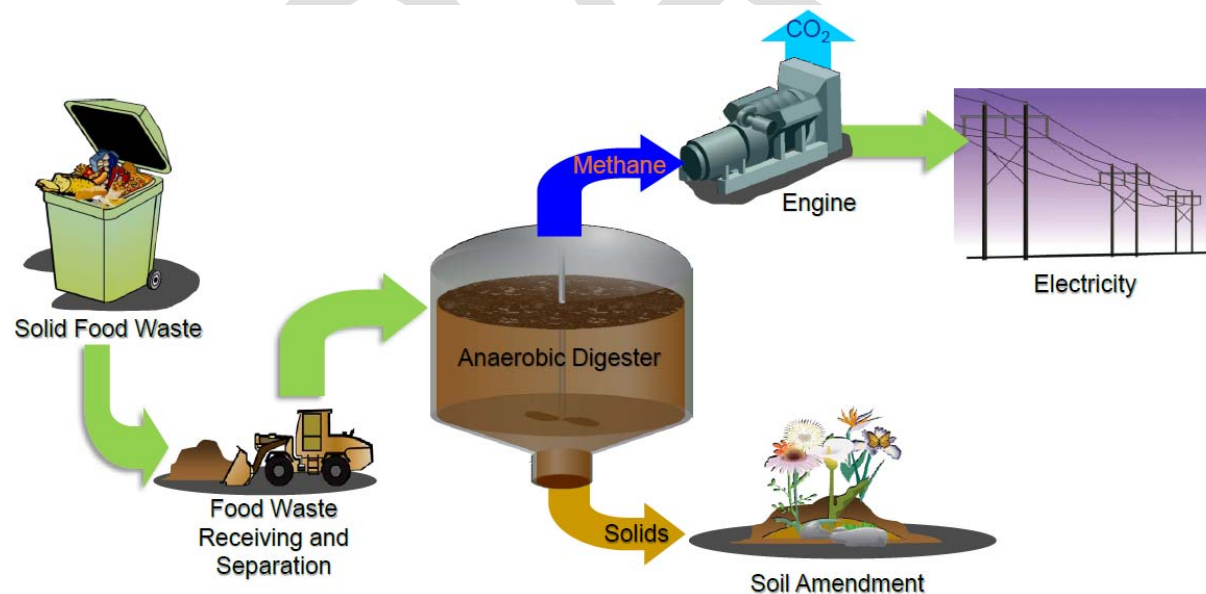 CO₂
Methane
Engine
Electricity
Solid Food Waste
Anaerobic Digester
Food Waste
Receiving and
Separation
Solids
Soil Amendment